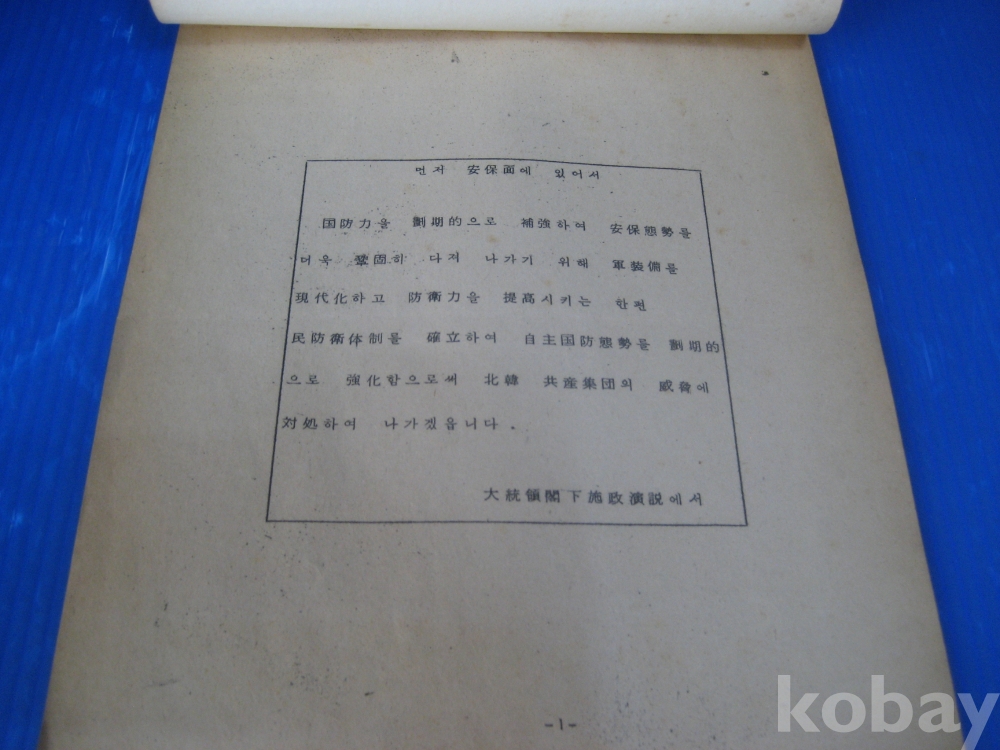 먼저 安保面에 있어서
国防力을 劃期的으로 補強하여 安保態勢를
더욱 鞏固히 다져 나가기 위해 軍装備를
現代化하고 防衛力을 提高시키는 한편
民防衛体制를 確立하여 自主国防態勢를 劃期的
으로 強化함으로써 北韓 共産集団의 威脅에
対処하여 나가겠읍니다.
大統領閣下施政演説에서
-1-
kobay